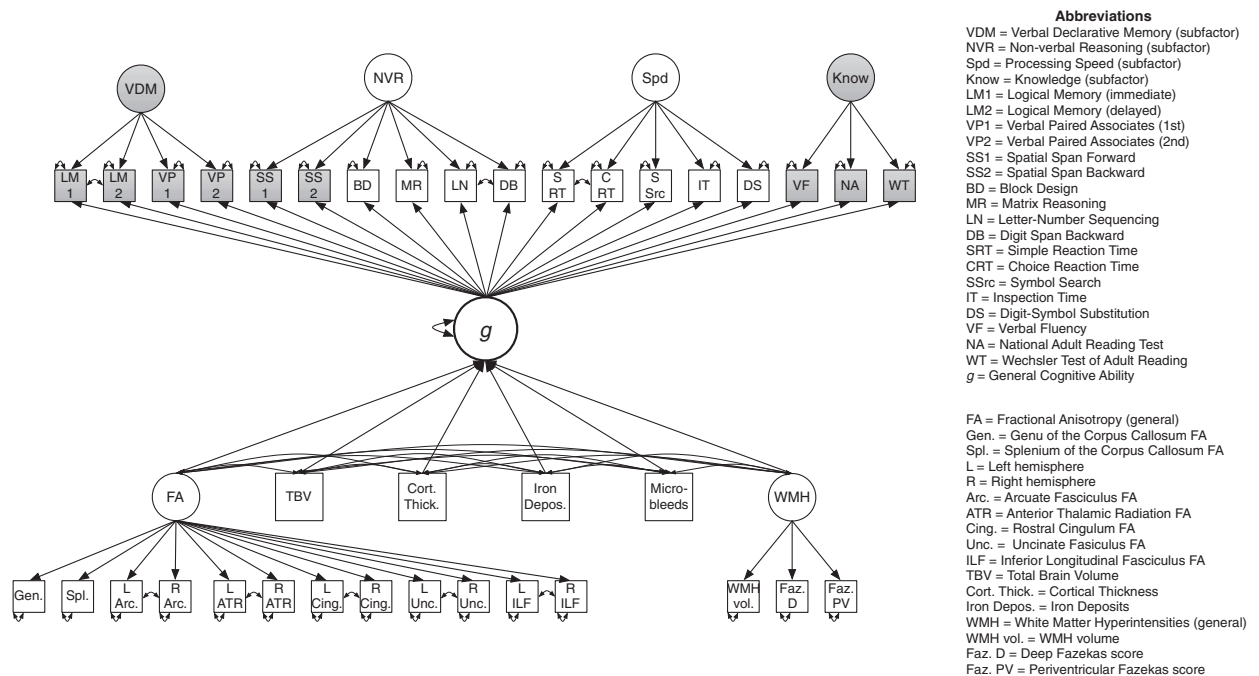 VDM
NVR
Spd
Know
LM
1
LM
2
VP
1
VP
2
SS
1
SS
2
BD
MR
LN
DB
S
RT
C
RT
S
Src
IT
DS
VF
NA
WT
g
FA
TBV
Cort.
Thick.
Iron
Depos.
Micro-
bleeds
WMH
Gen.
Spl.
L
Arc.
R
Arc.
L
ATR
R
ATR
L
Cing.
R
Cing.
L
Unc.
R
Unc.
L
ILF
R
ILF
WMH
vol.
Faz.
D
Faz.
PV
Abbreviations
VDM = Verbal Declarative Memory (subfactor)
NVR = Non-verbal Reasoning (subfactor)
Spd = Processing Speed (subfactor)
Know = Knowledge (subfactor)
LM1 = Logical Memory (immediate)
LM2 = Logical Memory (delayed)
VP1 = Verbal Paired Associates (1st)
VP2 = Verbal Paired Associates (2nd)
SS1 = Spatial Span Forward
SS2 = Spatial Span Backward
BD = Block Design
MR = Matrix Reasoning
LN = Letter-Number Sequencing
DB = Digit Span Backward
SRT = Simple Reaction Time
CRT = Choice Reaction Time
SSrc = Symbol Search
IT = Inspection Time
DS = Digit-Symbol Substitution
VF = Verbal Fluency
NA = National Adult Reading Test
WT = Wechsler Test of Adult Reading
g = General Cognitive Ability
FA = Fractional Anisotropy (general)
Gen. = Genu of the Corpus Callosum FA
Spl. = Splenium of the Corpus Callosum FA
L = Left hemisphere
R = Right hemisphere
Arc. = Arcuate Fasciculus FA
ATR = Anterior Thalamic Radiation FA
Cing. = Rostral Cingulum FA
Unc. = Uncinate Fasiculus FA
ILF = Inferior Longitudinal Fasciculus FA
TBV = Total Brain Volume
Cort. Thick. = Cortical Thickness
Iron Depos. = Iron Deposits
WMH = White Matter Hyperintensities (general)
WMH vol. = WMH volume
Faz. D = Deep Fazekas score
Faz. PV = Periventricular Fazekas score